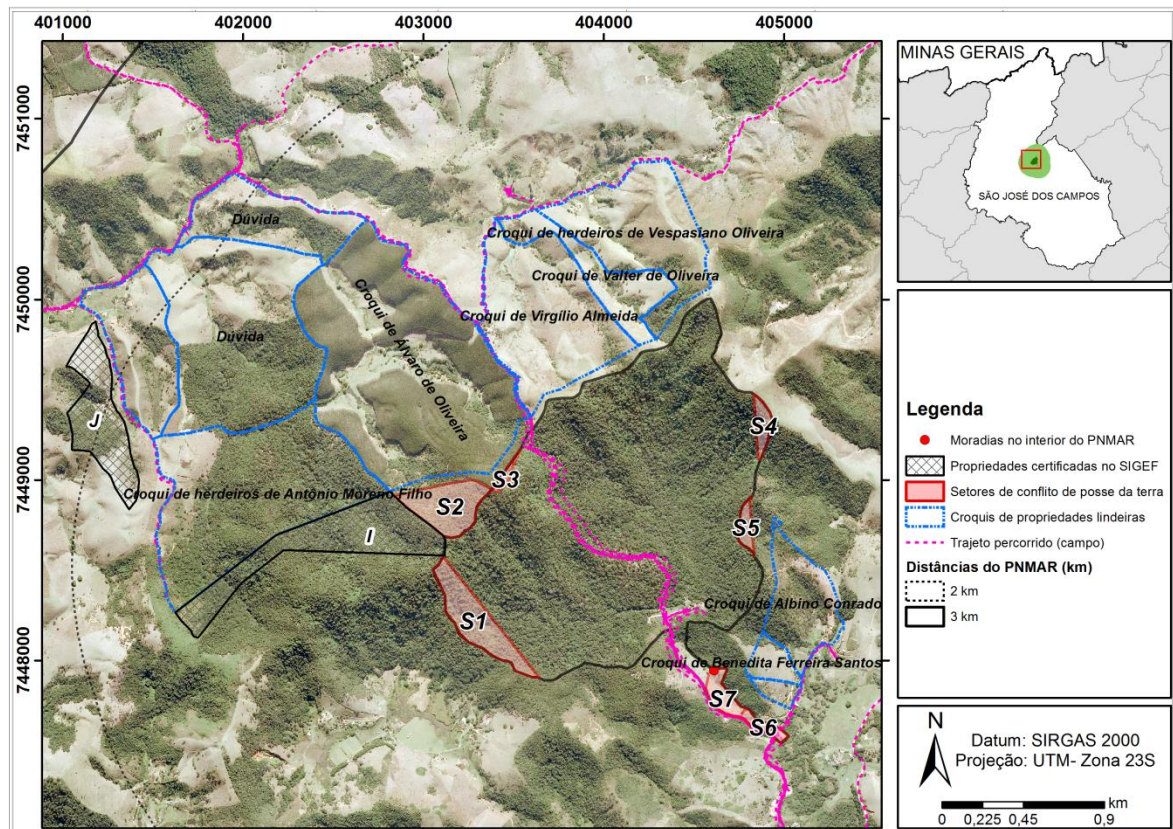 401000
402000
403000
404000
405000
7451000
7450000
7449000
7448000
Dúvida
Dúvida
Croqui de Álvaro de Oliveira
Croqui de herdeiros de Vespasiano Oliveira
Croqui de Valter de Oliveira
Croqui de Virgílio Almeida
J
Croqui de herdeiros de Antônio Moreno Filho
I
S1
S2
S3
S4
S5
Croqui de Albino Conrado
Croqui de Benedita Ferreira Santos
S7
S6
MINAS GERAIS
SÃO JOSÉ DOS CAMPOS
Legenda
Moradias no interior do PNMAR
Propriedades certificadas no SIGEF
Setores de conflito de posse da terra
Croquis de propriedades lindeiras
Trajeto percorrido (campo)
Distâncias do PNMAR (km)
2 km
3 km
N
Datum: SIRGAS 2000
Projeção: UTM- Zona 23S
km
0 0,225 0,45 0,9